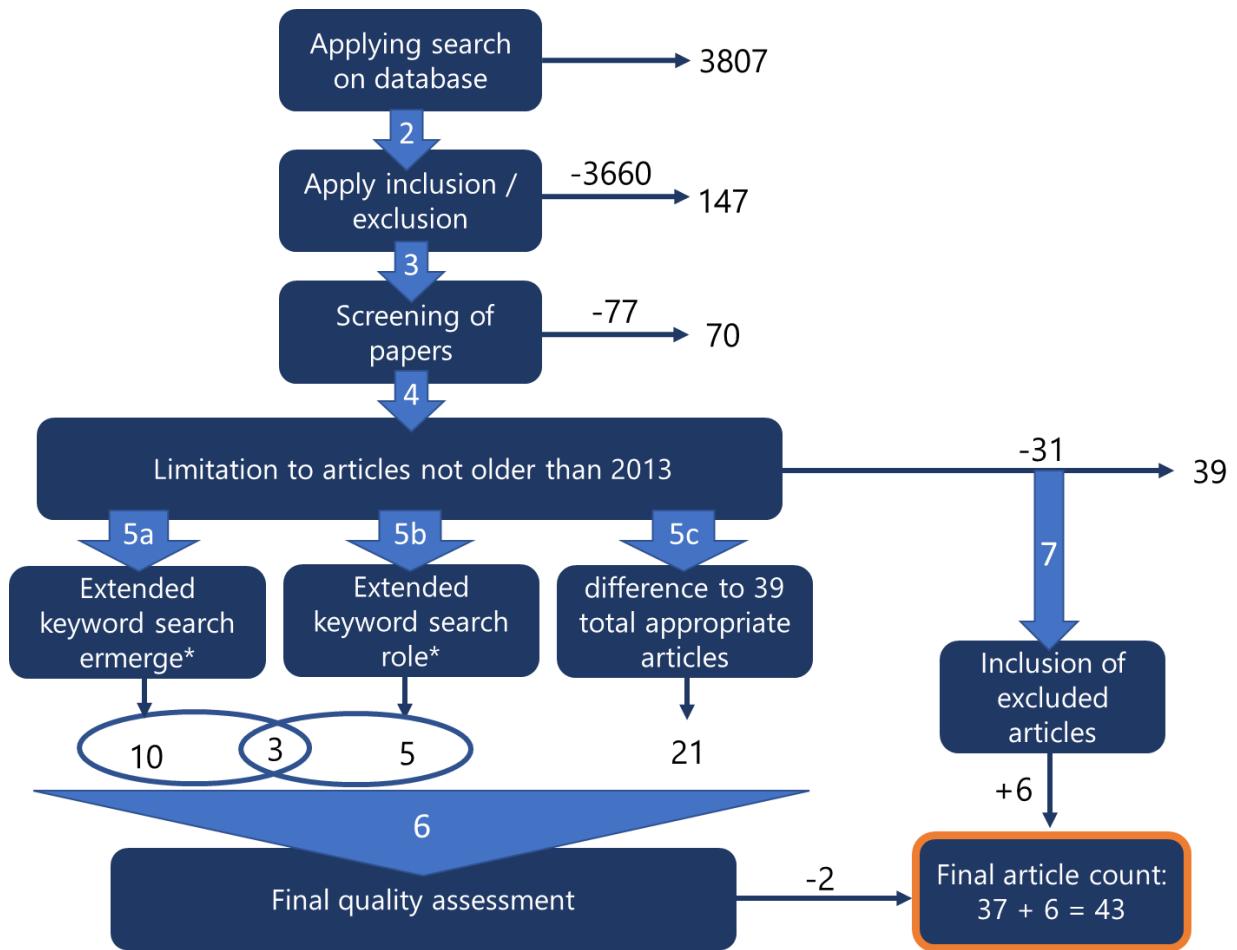 Applying search
on database
3807
2
Apply inclusion /
exclusion
-3660
147
3
Screening of
papers
-77
70
4
Limitation to articles not older than 2013
-31
39
5a
5b
5c
7
Extended
keyword search
ermerge*
Extended
keyword search
role*
difference to 39
total appropriate
articles
Inclusion of
excluded
articles
10
3
5
21
+6
6
Final quality assessment
-2
Final article count:
37 + 6 = 43